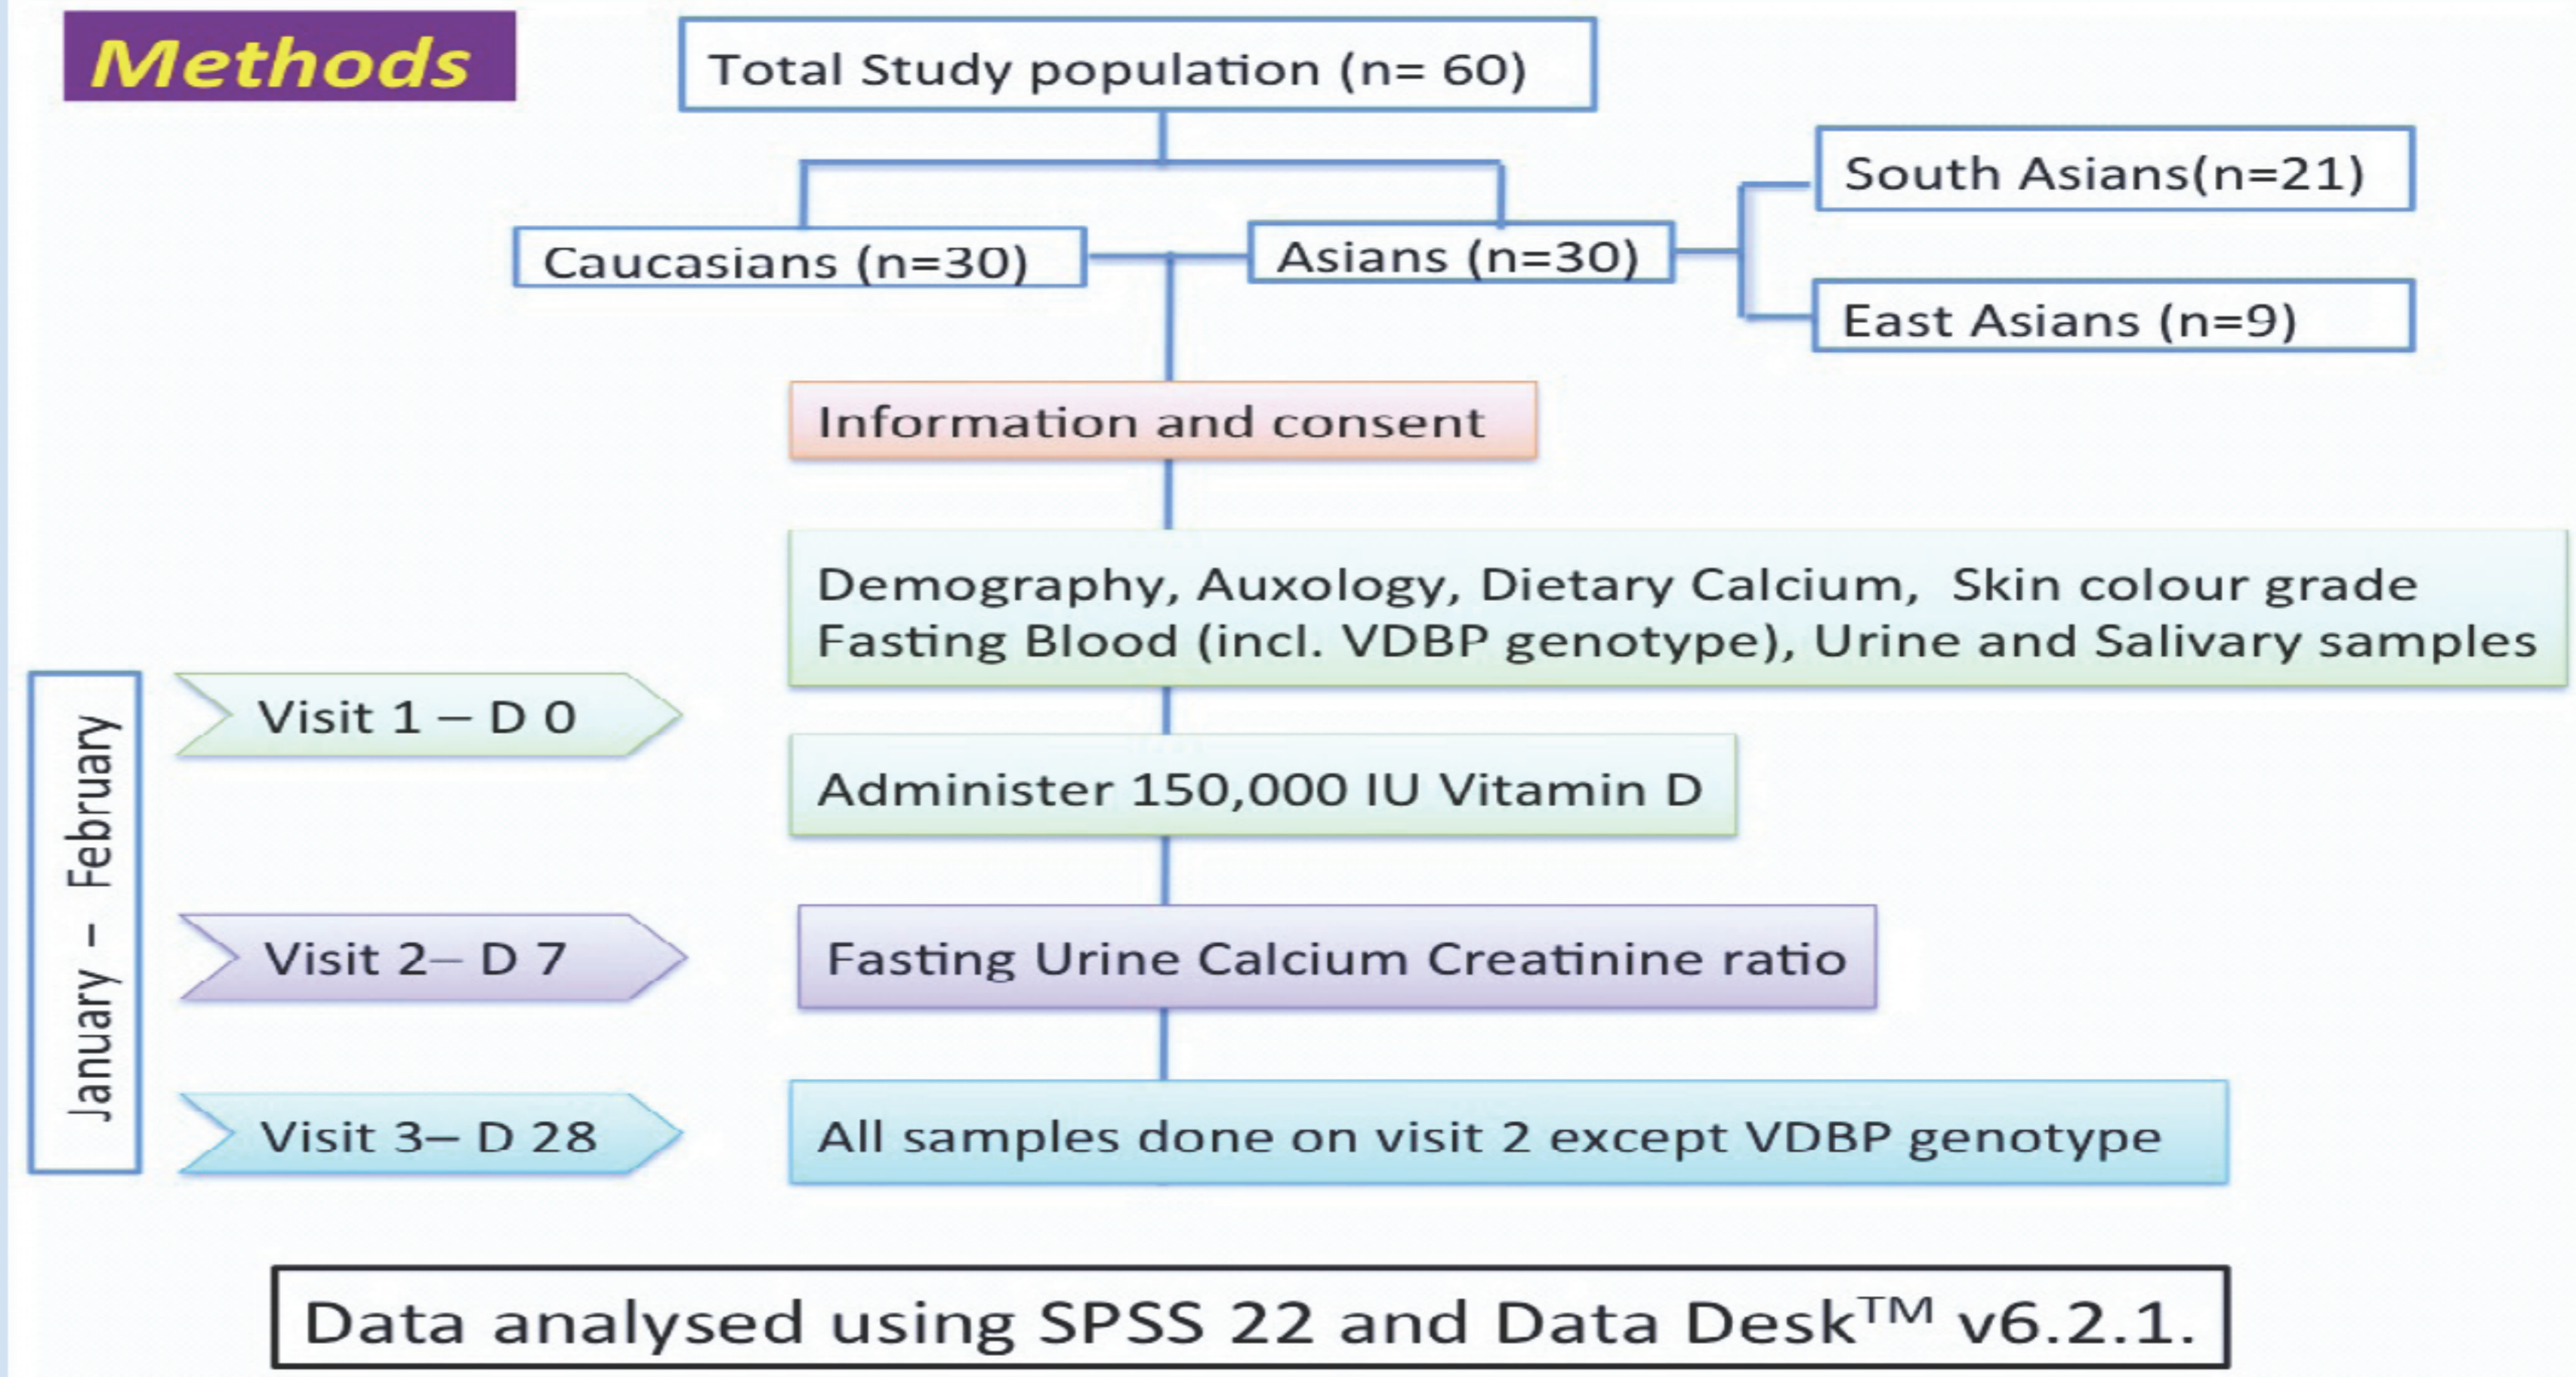 Methods
Total Study population (n= 60)
Caucasians (n=30)
Asians (n=30)
South Asians(n=21)
East Asians (n=9)
Information and consent
Demography, Auxology, Dietary Calcium,  Skin colour grade
Fasting Blood (incl. VDBP genotype), Urine and Salivary samples
January – February
Visit 1 – D 0
Administer 150,000 IU Vitamin D
Visit 2– D 7
Fasting Urine Calcium Creatinine ratio
Visit 3– D 28
All samples done on visit 2 except VDBP genotype
Data analysed using SPSS 22 and Data Desk™ v6.2.1.